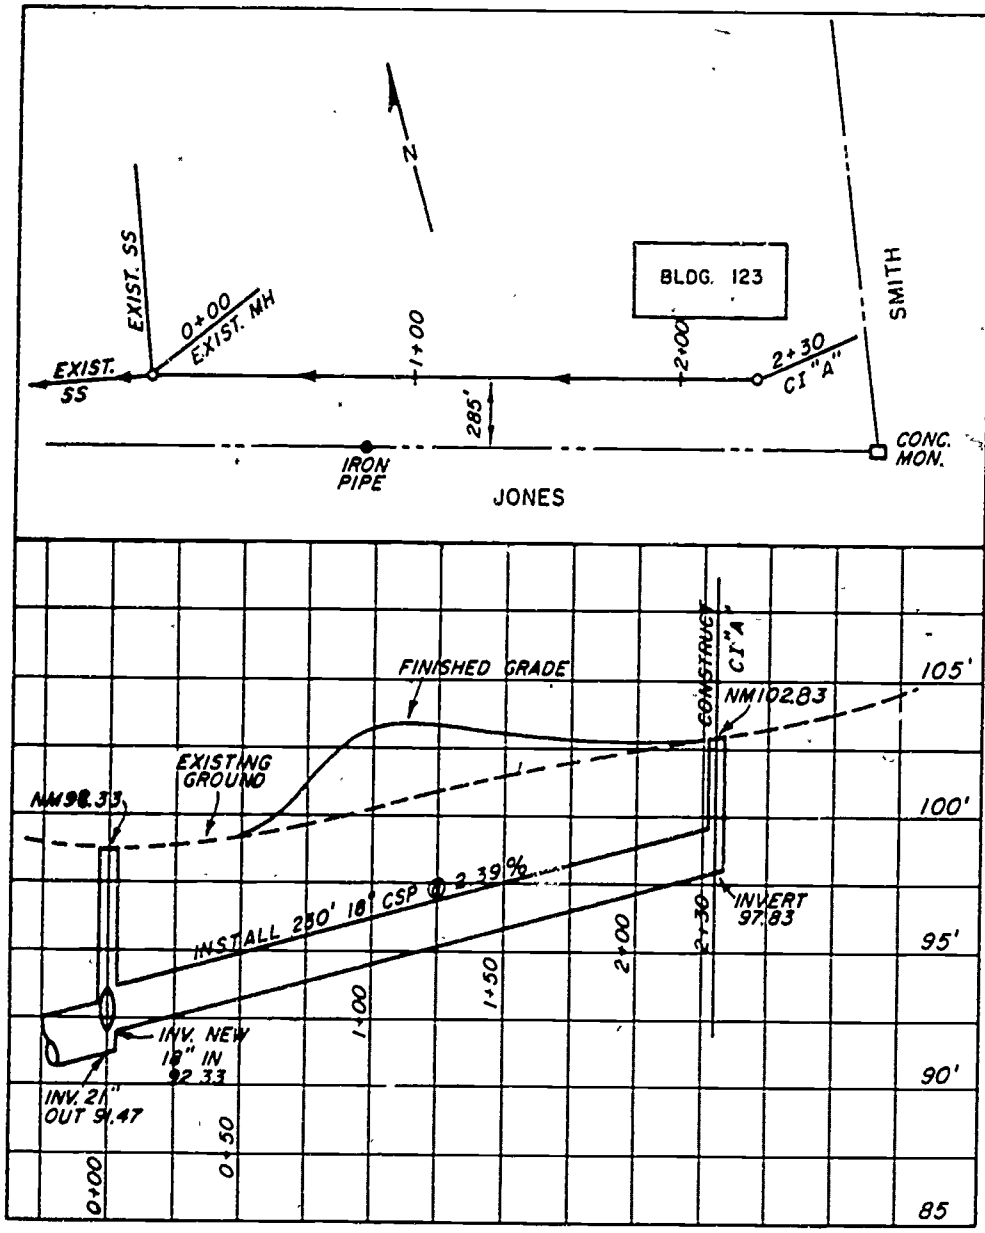 N
BLDG. 123
SMITH
EXIST. SS
0+00
EXIST. MH
1+00
2+00
2+30
CI "A"
EXIST.
SS
285'
IRON
PIPE
CONC.
MON.
JONES
CONSTRUCT
CI "A"
FINISHED GRADE
105'
NM102.83
EXISTING
GROUND
NM98.33
100'
INSTALL 230' 18" CSP @ 2.39%
INVERT
97.83
95'
2+30
2+00
1+50
1+00
INV. NEW
18" IN
92.33
90'
INV. 21"
OUT 91.47
0+50
0+00
85